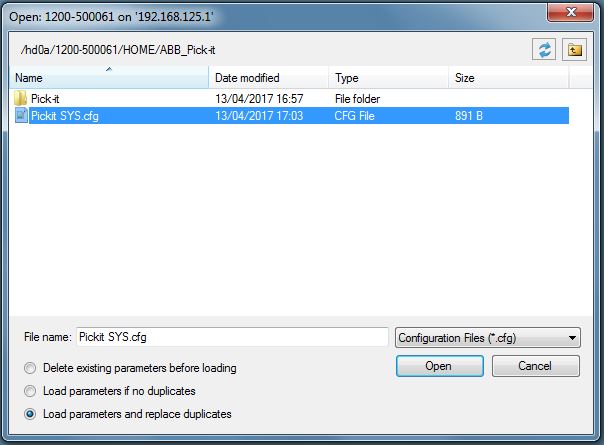 Open: 1200-500061 on '192.168.125.1'
/hd0a/1200-500061/HOME/ABB_Pick-it
Name Date modified Type Size
Pick-it 13/04/2017 16:57 File folder
Pickit SYS.cfg 13/04/2017 17:03 CFG File 891 B
File name: Pickit SYS.cfg Configuration Files (*.cfg)
Delete existing parameters before loading Open Cancel
Load parameters if no duplicates
Load parameters and replace duplicates